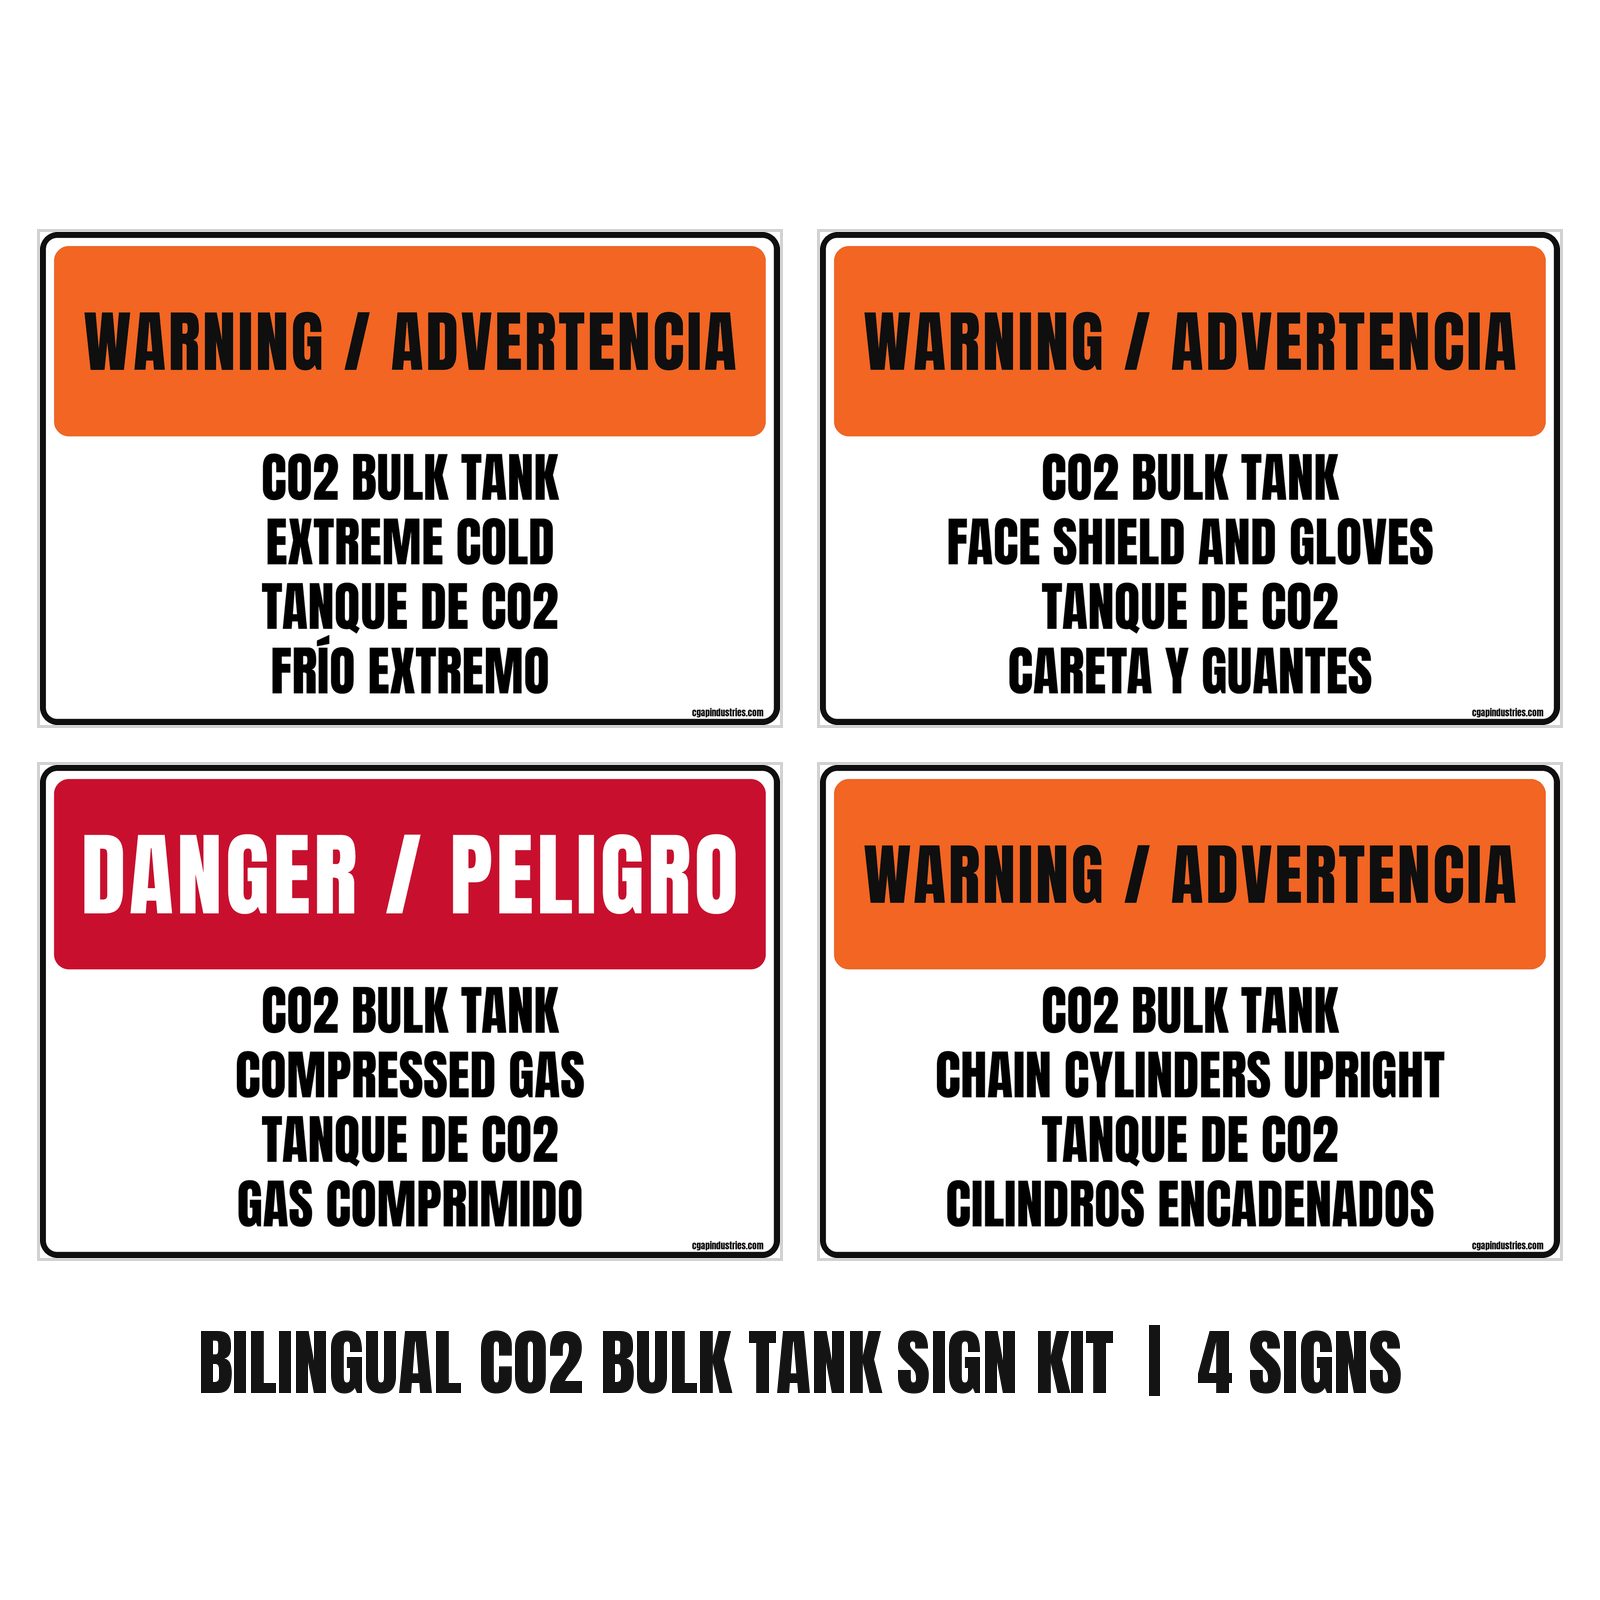 WARNING / ADVERTENCIA
CO2 BULK TANK
EXTREME COLD
TANQUE DE CO2
FRÍO EXTREMO
cgapindustries.com
WARNING / ADVERTENCIA
CO2 BULK TANK
FACE SHIELD AND GLOVES
TANQUE DE CO2
CARETA Y GUANTES
cgapindustries.com
DANGER / PELIGRO
CO2 BULK TANK
COMPRESSED GAS
TANQUE DE CO2
GAS COMPRIMIDO
cgapindustries.com
WARNING / ADVERTENCIA
CO2 BULK TANK
CHAIN CYLINDERS UPRIGHT
TANQUE DE CO2
CILINDROS ENCADENADOS
cgapindustries.com
BILINGUAL CO2 BULK TANK SIGN KIT | 4 SIGNS